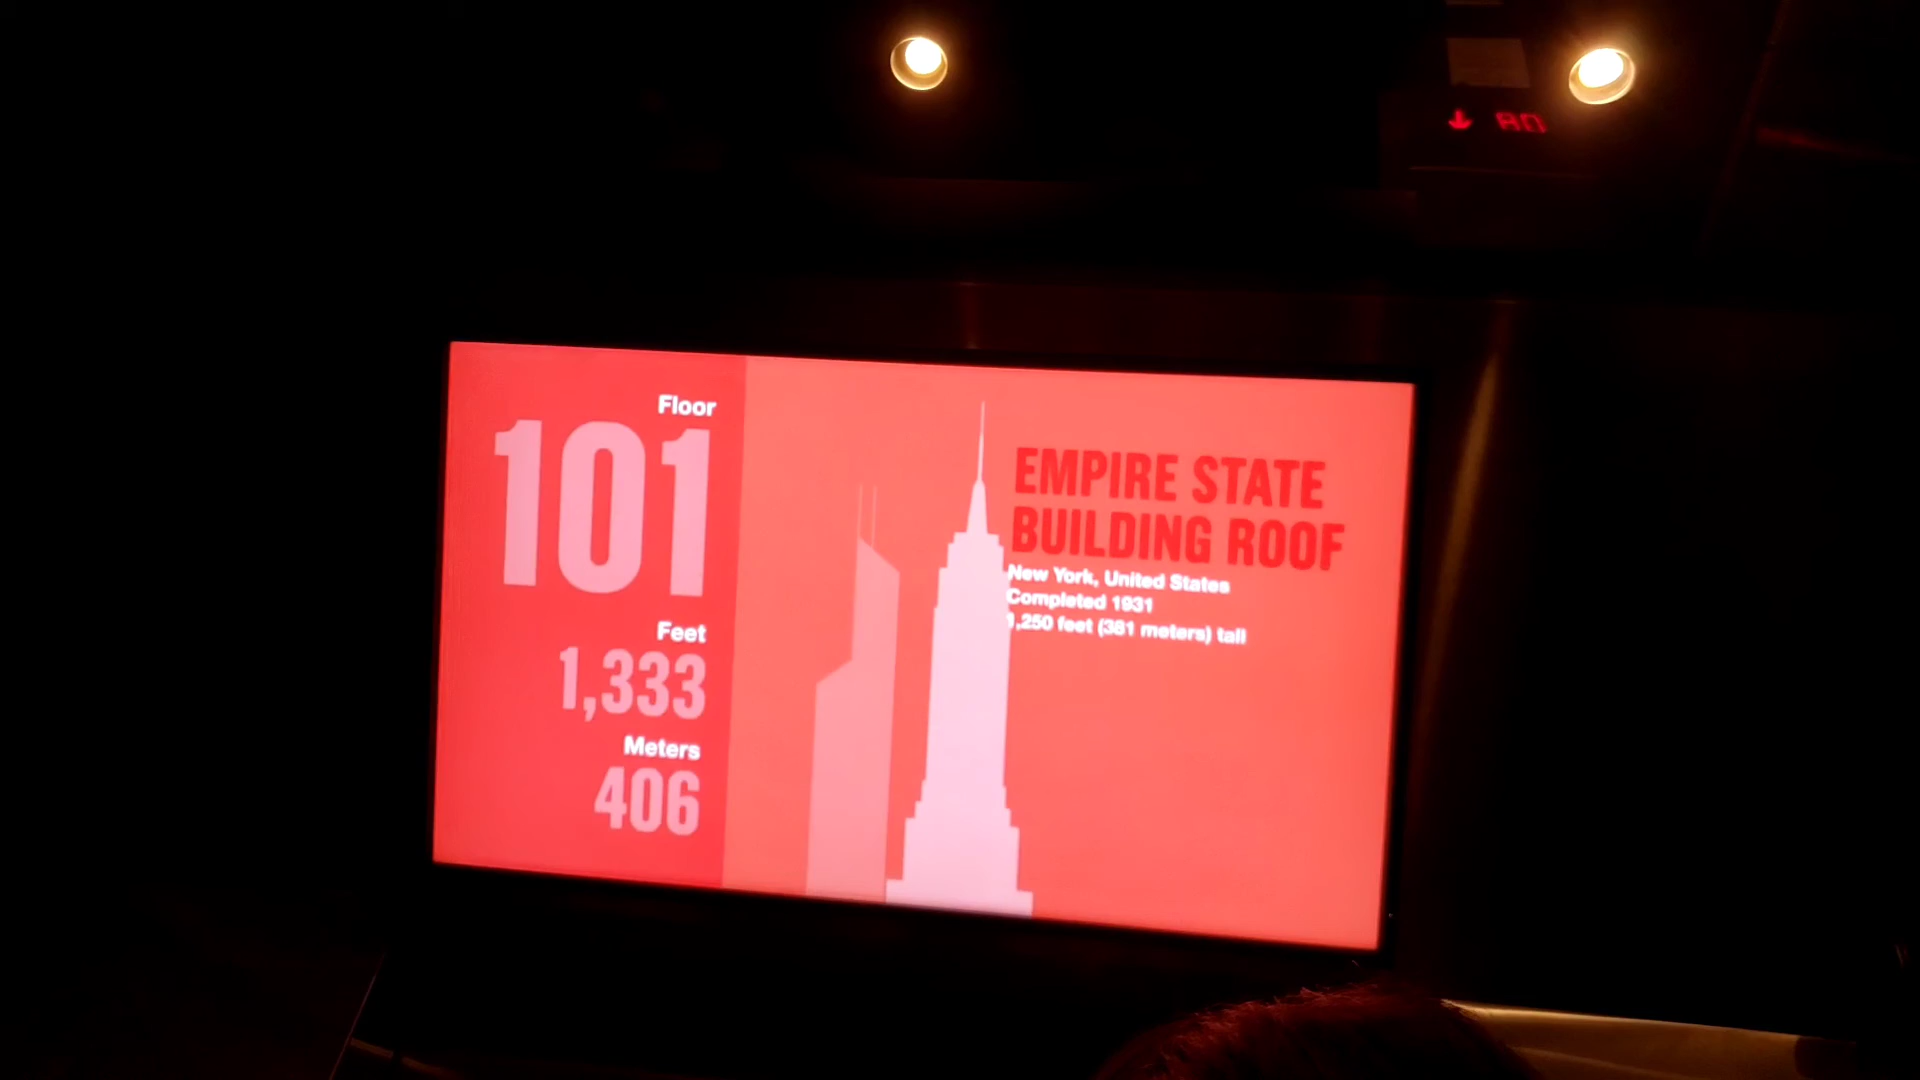 Floor
101
Feet
1,333
Meters
406
EMPIRE STATE
BUILDING ROOF
New York, United States
Completed 1931
1,250 feet (381 meters) tall